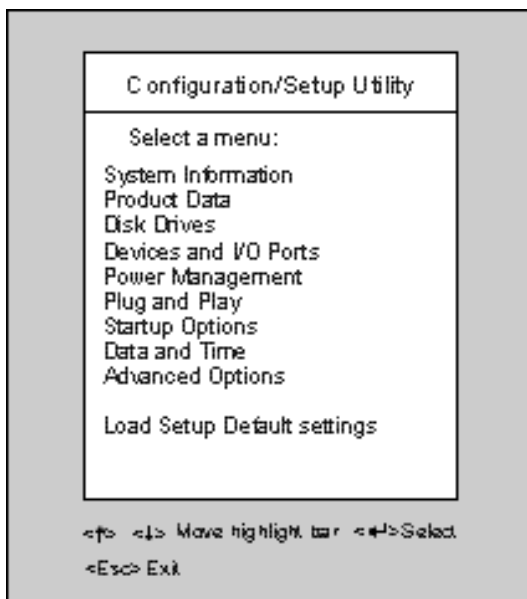 Configuration/Setup Utility
Select a menu:
System Information
Product Data
Disk Drives
Devices and I/O Ports
Power Management
Plug and Play
Startup Options
Data and Time
Advanced Options
Load Setup Default settings
<↑> <↓> Move highlight bar <↵>Select
<Esc> Exit